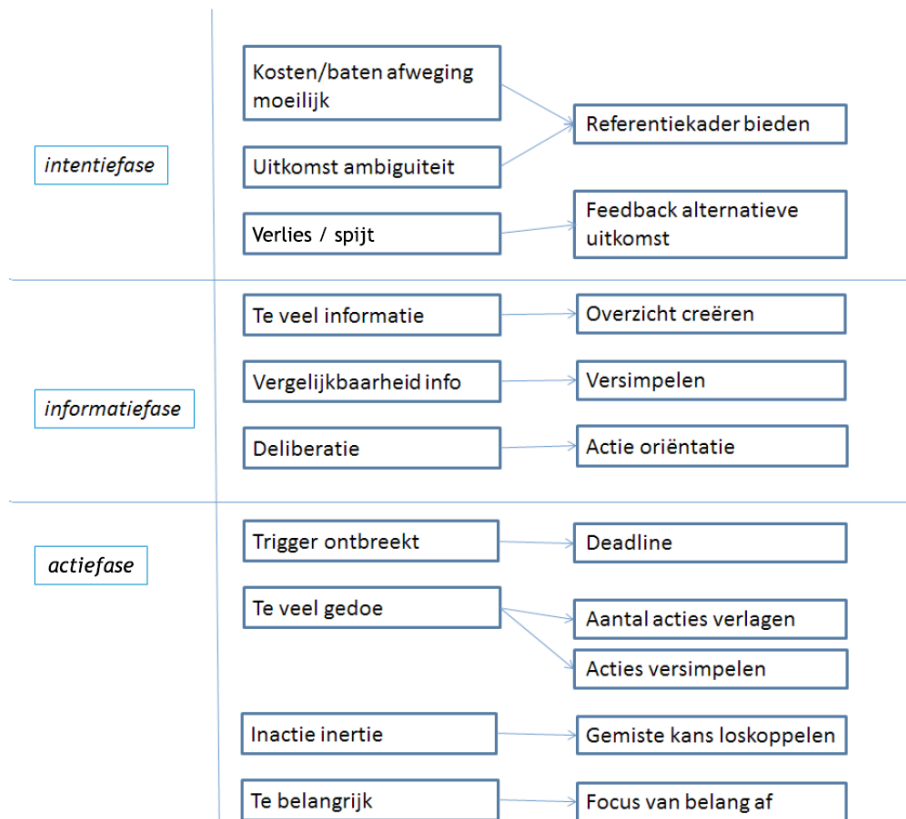 Kosten/baten afweging
moeilijk
Referentiekader bieden
intentiefase
Uitkomst ambiguiteit
Feedback alternatieve
uitkomst
Verlies / spijt
Te veel informatie
Overzicht creëren
Vergelijkbaarheid info
Versimpelen
informatiefase
Deliberatie
Actie oriëntatie
Trigger ontbreekt
Deadline
actiefase
Te veel gedoe
Aantal acties verlagen
Acties versimpelen
Inactie inertie
Gemiste kans loskoppelen
Te belangrijk
Focus van belang af